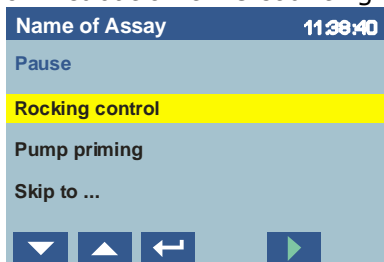 Name of Assay 11:38:40
Pause
Rocking control
Pump priming
Skip to ...